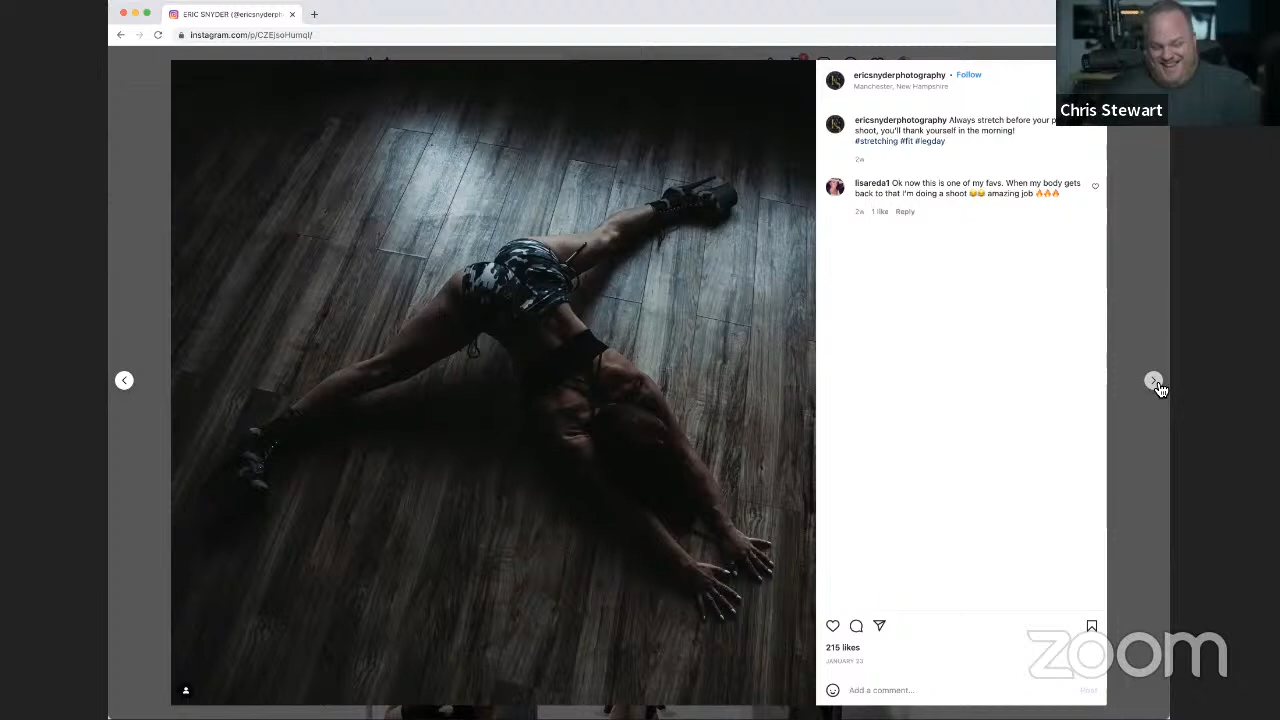 ERIC SNYDER (@ericsnyderph
instagram.com/p/CZEjsoHumqI/
Chris Stewart
ericsnyderphotography • Follow
Manchester, New Hampshire
ericsnyderphotography Always stretch before your p
shoot, you'll thank yourself in the morning!
#stretching #fit #legday
2w
lisareda1 Ok now this is one of my favs. When my body gets
back to that I'm doing a shoot 😂😂 amazing job 🔥🔥🔥
2w 1 like Reply
215 likes
JANUARY 23
Add a comment...
Post
zoom